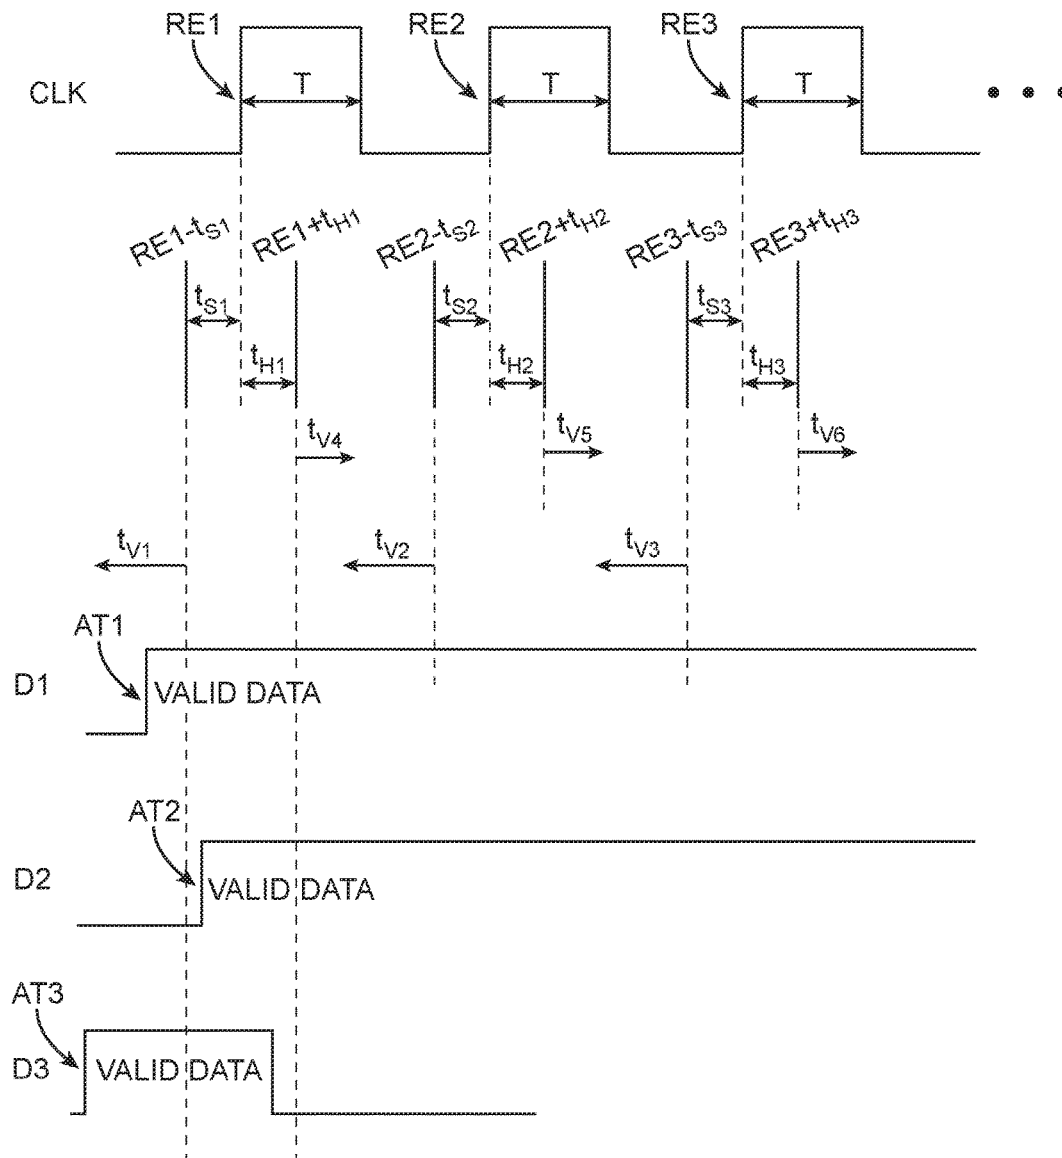 RE1 RE2 RE3
CLK T T T • • •
RE1-tS1 RE1+tH1 RE2-tS2 RE2+tH2 RE3-tS3 RE3+tH3
tS1 tS2 tS3
tH1 tH2 tH3
tV4 tV5 tV6
tV1 tV2 tV3
AT1
D1 VALID DATA
AT2
D2 VALID DATA
AT3
D3 VALID DATA